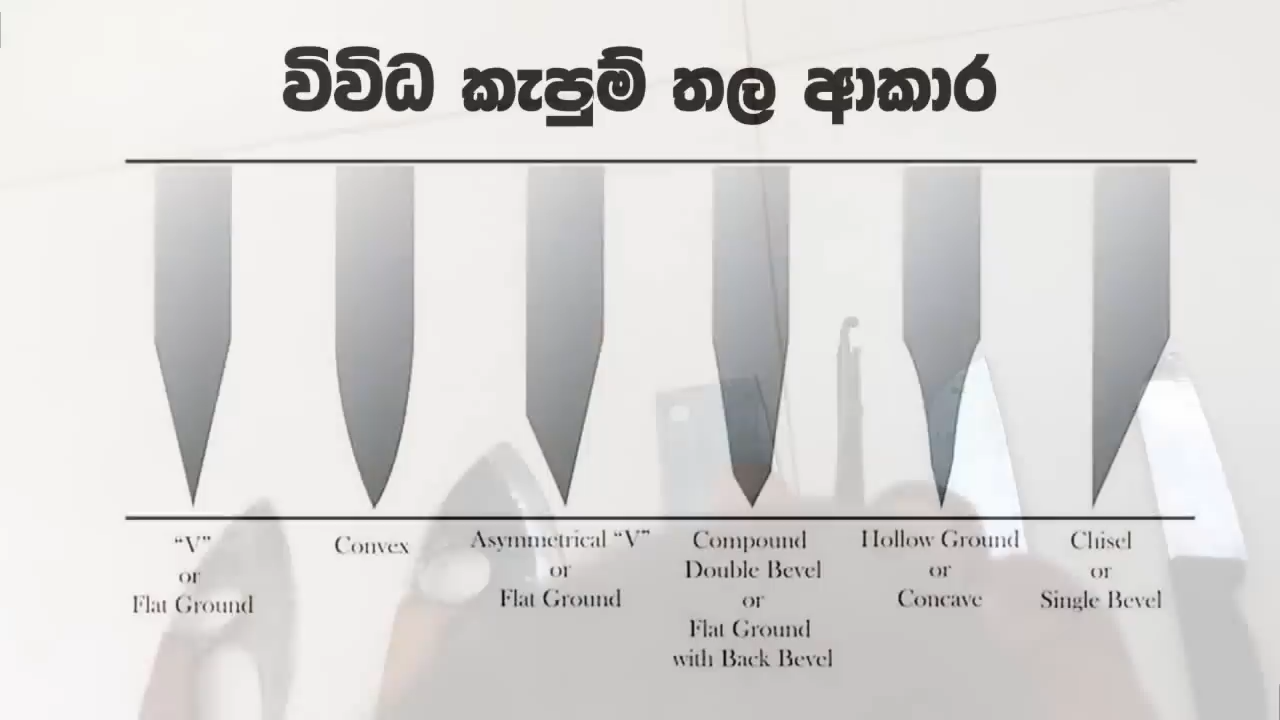 විවිධ කැපුම් තල ආකාර
“V”
or
Flat Ground
Convex
Asymmetrical “V”
or
Flat Ground
Compound
Double Bevel
or
Flat Ground
with Back Bevel
Hollow Ground
or
Concave
Chisel
or
Single Bevel